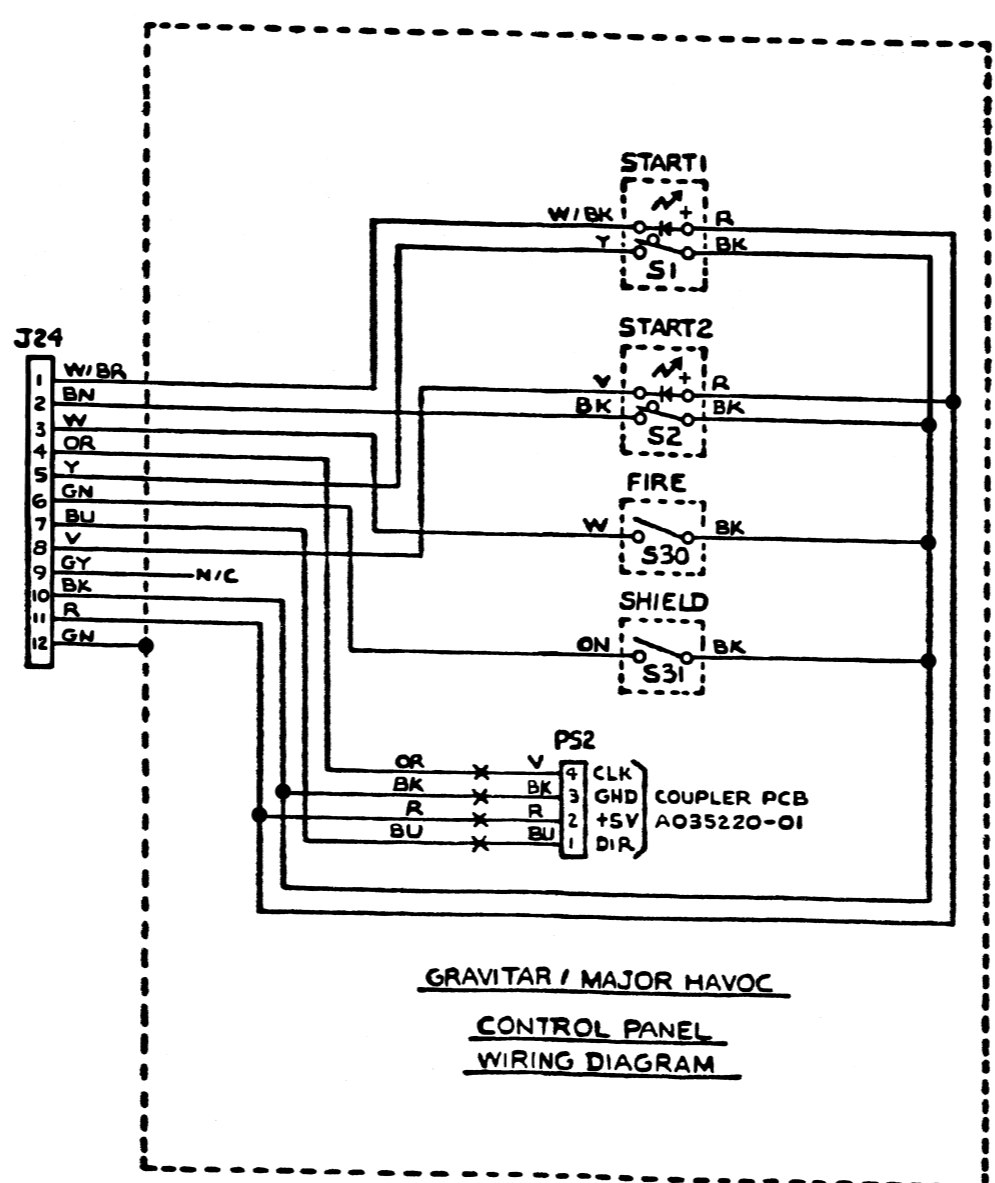 START1
W/BK
+
R
Y
BK
S1
START2
V
+
R
BK
BK
S2
FIRE
W
BK
S30
SHIELD
ON
BK
S31
J24
1 W/BR
2 BN
3 W
4 OR
5 Y
6 GN
7 BU
8 V
9 GY N/C
10 BK
11 R
12 GN
PS2
OR V 4 CLK
BK BK 3 GND
R R 2 +5V
BU BU 1 DIR
COUPLER PCB
A035220-01
GRAVITAR / MAJOR HAVOC
CONTROL PANEL
WIRING DIAGRAM